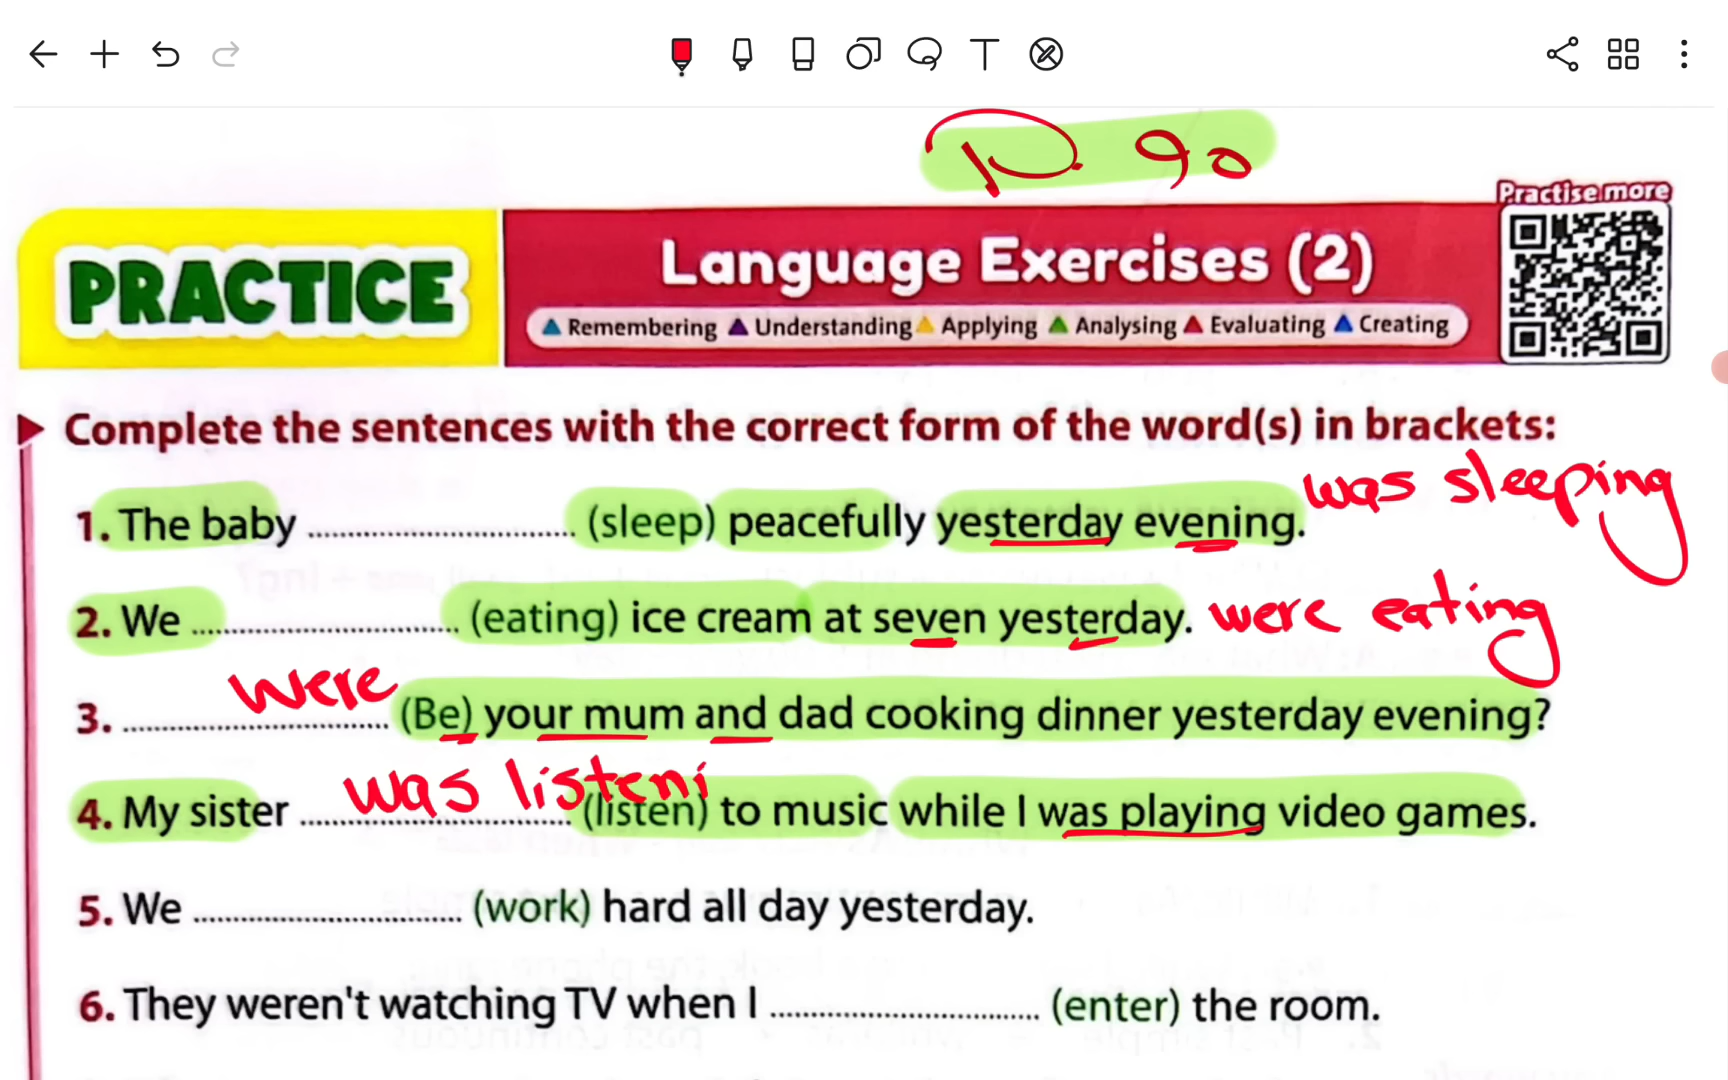 P. 90
Practise more
PRACTICE
Language Exercises (2)
Remembering Understanding Applying Analysing Evaluating Creating
Complete the sentences with the correct form of the word(s) in brackets:
was sleeping
1. The baby .............................. (sleep) peacefully yesterday evening.
2. We .............................. (eating) ice cream at seven yesterday. were eating
were
3. .............................. (Be) your mum and dad cooking dinner yesterday evening?
was listeni
4. My sister .............................. (listen) to music while I was playing video games.
5. We .............................. (work) hard all day yesterday.
6. They weren't watching TV when I .............................. (enter) the room.